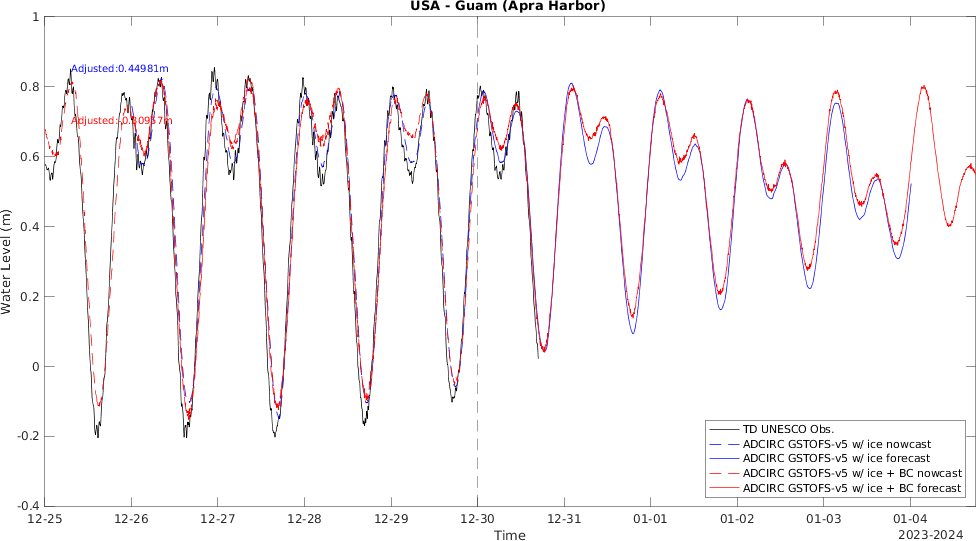 USA - Guam (Apra Harbor)
1
0.8
0.6
0.4
0.2
0
-0.2
-0.4
Water Level (m)
Adjusted:0.44981m
Adjusted:-0.30957m
TD UNESCO Obs.
ADCIRC GSTOFS-v5 w/ ice nowcast
ADCIRC GSTOFS-v5 w/ ice forecast
ADCIRC GSTOFS-v5 w/ ice + BC nowcast
ADCIRC GSTOFS-v5 w/ ice + BC forecast
12-25 12-26 12-27 12-28 12-29 12-30 12-31 01-01 01-02 01-03 01-04
Time
2023-2024